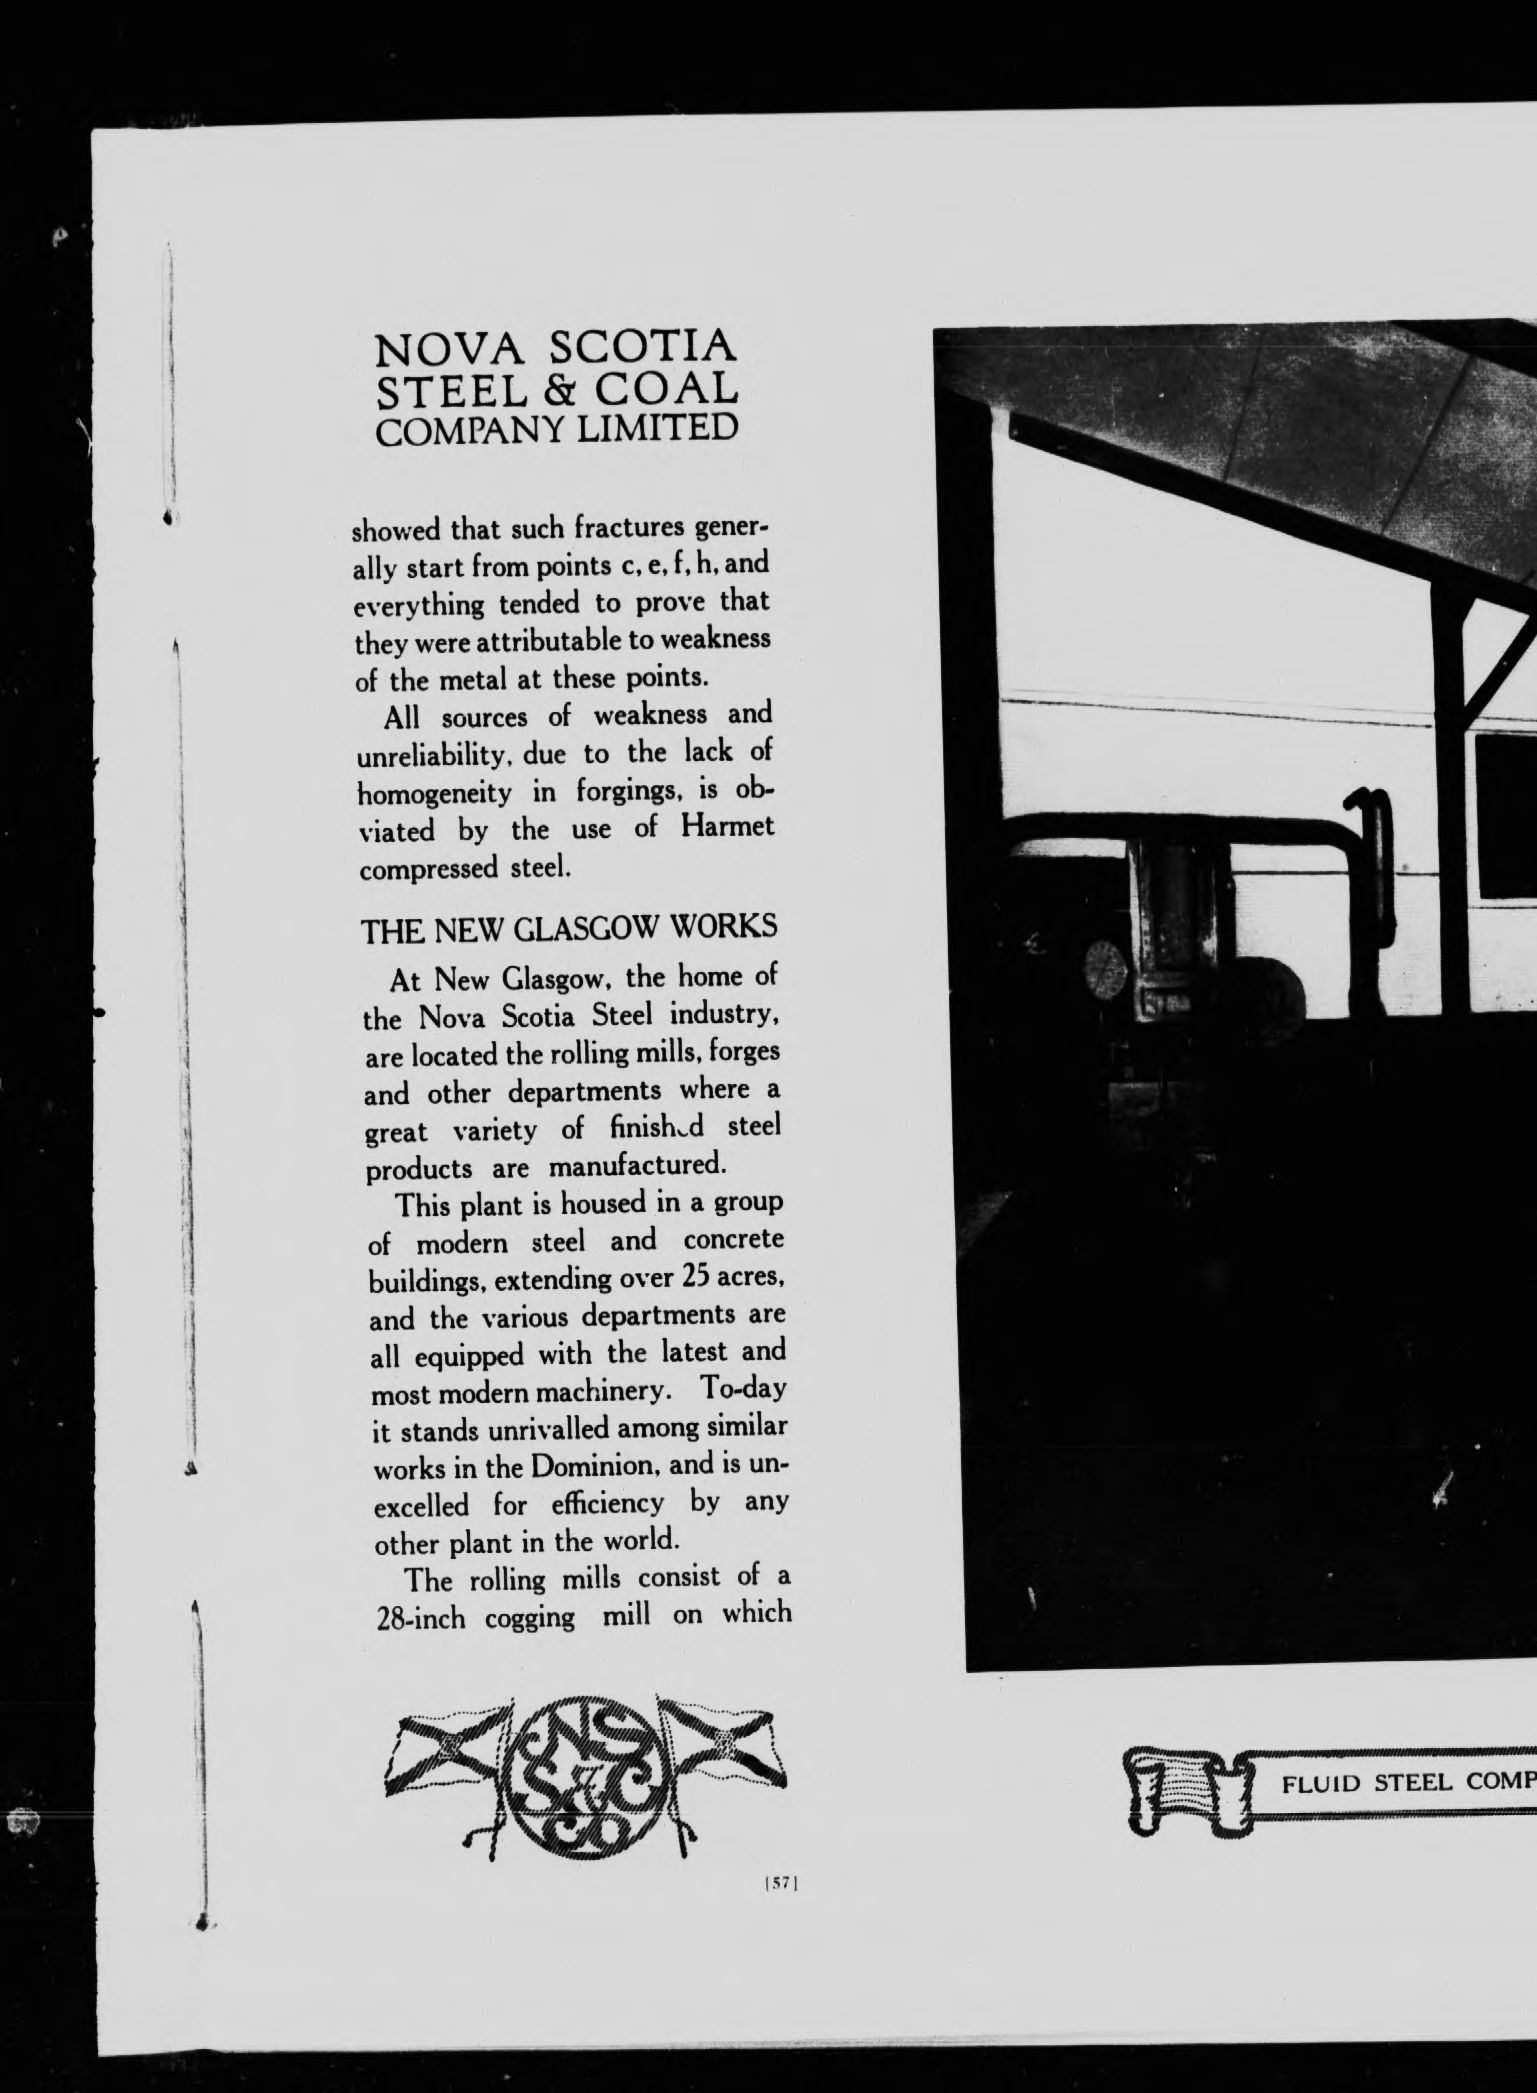 NOVA SCOTIA
STEEL & COAL
COMPANY LIMITED
showed that such fractures gener-
ally start from points c, e, f, h, and
everything tended to prove that
they were attributable to weakness
of the metal at these points.
All sources of weakness and
unreliability, due to the lack of
homogeneity in forgings, is ob-
viated by the use of Harmet
compressed steel.
THE NEW GLASGOW WORKS
At New Glasgow, the home of
the Nova Scotia Steel industry,
are located the rolling mills, forges
and other departments where a
great variety of finished steel
products are manufactured.
This plant is housed in a group
of modern steel and concrete
buildings, extending over 25 acres,
and the various departments are
all equipped with the latest and
most modern machinery. To-day
it stands unrivalled among similar
works in the Dominion, and is un-
excelled for efficiency by any
other plant in the world.
The rolling mills consist of a
28-inch cogging mill on which
NS
S & C
CO
[57]
FLUID STEEL COMP